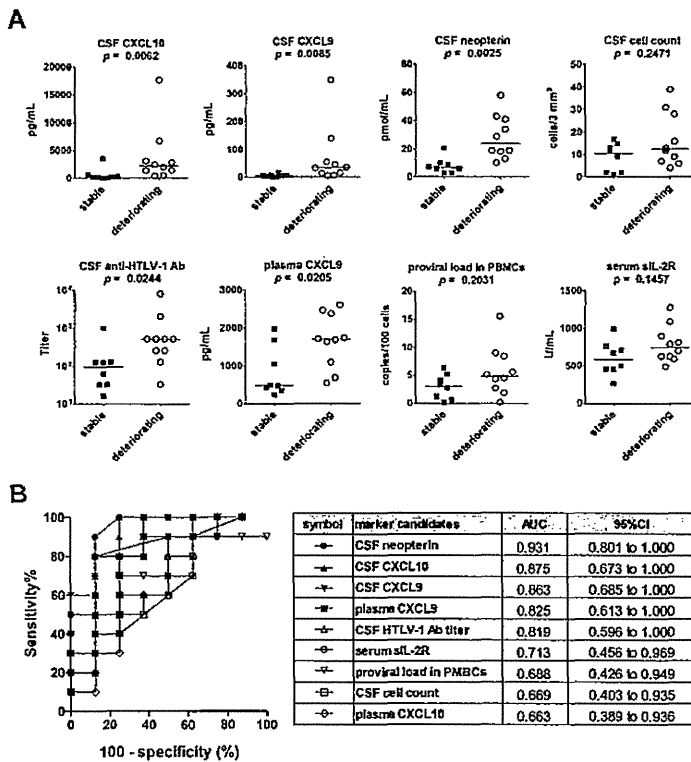 A
CSF CXCL10
p = 0.0062
pg/mL
20000
15000
10000
5000
0
stable
deteriorating
CSF CXCL9
p = 0.0085
pg/mL
400
300
200
100
0
stable
deteriorating
CSF neopterin
p = 0.0025
pmol/mL
80
60
40
20
0
stable
deteriorating
CSF cell count
p = 0.2471
cells/3 mm³
50
40
30
20
10
0
stable
deteriorating
CSF anti-HTLV-1 Ab
p = 0.0244
Titer
stable
deteriorating
plasma CXCL9
p = 0.0205
pg/mL
3000
2000
1000
0
stable
deteriorating
proviral load in PBMCs
p = 0.2031
copies/100 cells
20
15
10
5
0
stable
deteriorating
serum sIL-2R
p = 0.1457
U/mL
1500
1000
500
0
stable
deteriorating
B
Sensitivity%
100
80
60
40
20
0
0 20 40 60 80 100
100 - specificity (%)
symbol marker candidates AUC 95%CI
CSF neopterin 0.931 0.801 to 1.000
CSF CXCL10 0.875 0.673 to 1.000
CSF CXCL9 0.863 0.685 to 1.000
plasma CXCL9 0.825 0.613 to 1.000
CSF HTLV-1 Ab titer 0.819 0.596 to 1.000
serum sIL-2R 0.713 0.456 to 0.969
proviral load in PMBCs 0.688 0.426 to 0.949
CSF cell count 0.669 0.403 to 0.935
plasma CXCL10 0.663 0.389 to 0.936